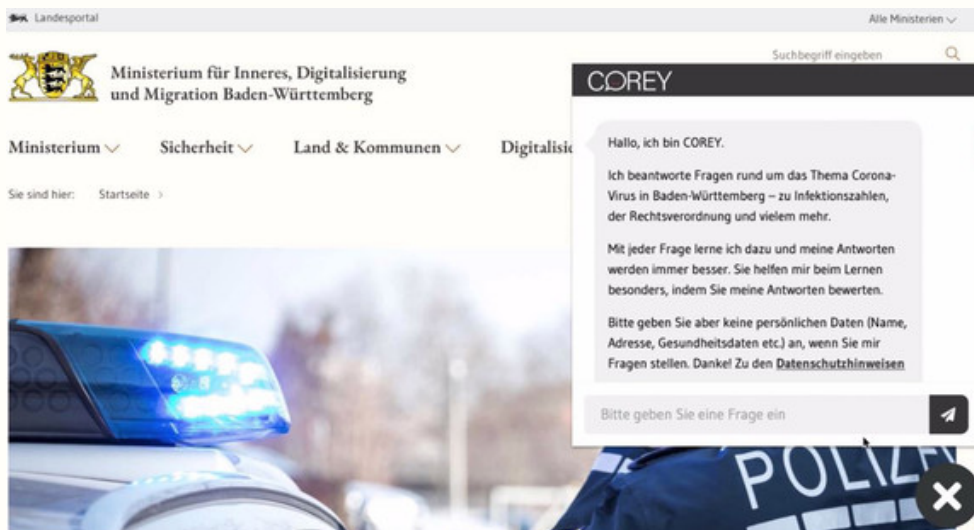 Landesportal
Alle Ministerien
Suchbegriff eingeben
Ministerium für Inneres, Digitalisierung
und Migration Baden-Württemberg
Ministerium
Sicherheit
Land & Kommunen
Digitalisie
Sie sind hier: Startseite >
COREY
Hallo, ich bin COREY.
Ich beantworte Fragen rund um das Thema Corona-
Virus in Baden-Württemberg – zu Infektionszahlen,
der Rechtsverordnung und vielem mehr.
Mit jeder Frage lerne ich dazu und meine Antworten
werden immer besser. Sie helfen mir beim Lernen
besonders, indem Sie meine Antworten bewerten.
Bitte geben Sie aber keine persönlichen Daten (Name,
Adresse, Gesundheitsdaten etc.) an, wenn Sie mir
Fragen stellen. Danke! Zu den Datenschutzhinweisen
Bitte geben Sie eine Frage ein
POLIZEI